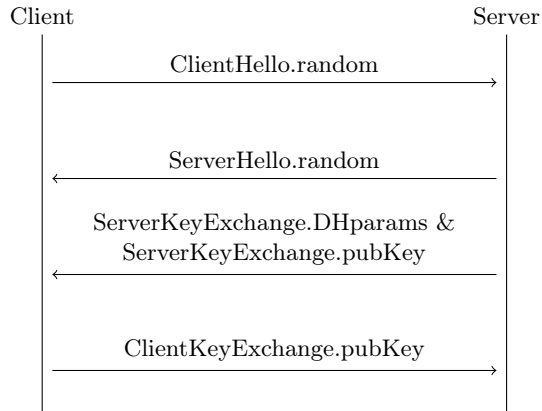 Client
Server
ClientHello.random
ServerHello.random
ServerKeyExchange.DHparams &
ServerKeyExchange.pubKey
ClientKeyExchange.pubKey